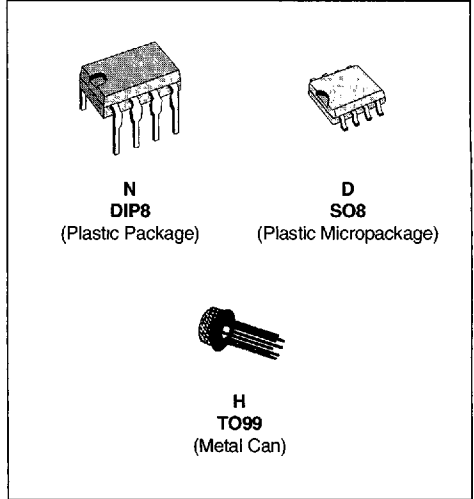 N
DIP8
(Plastic Package)
D
SO8
(Plastic Micropackage)
H
TO99
(Metal Can)